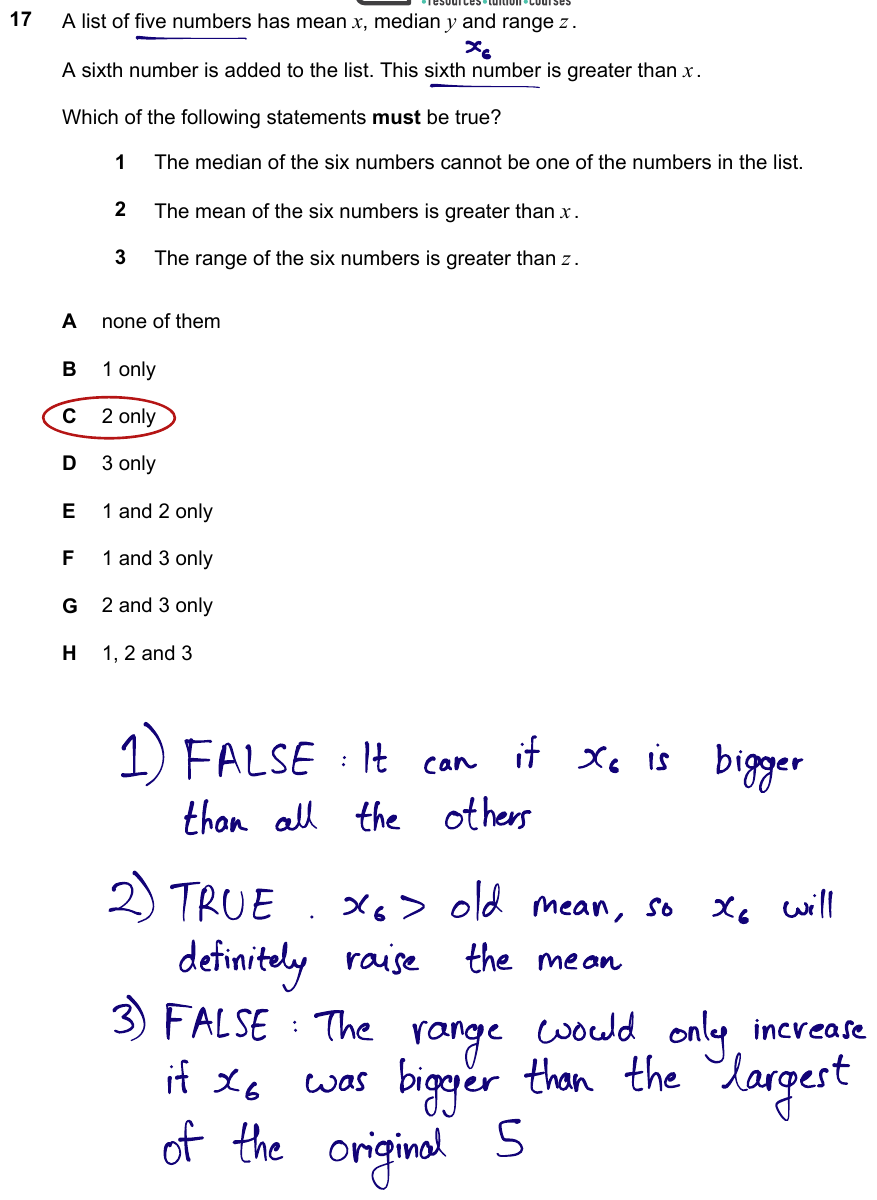 •resources•tuition•courses
17 A list of five numbers has mean x, median y and range z.
x₆
A sixth number is added to the list. This sixth number is greater than x.
Which of the following statements must be true?
1 The median of the six numbers cannot be one of the numbers in the list.
2 The mean of the six numbers is greater than x.
3 The range of the six numbers is greater than z.
A none of them
B 1 only
C 2 only
D 3 only
E 1 and 2 only
F 1 and 3 only
G 2 and 3 only
H 1, 2 and 3
1) FALSE : It can if x₆ is bigger
than all the others
2) TRUE . x₆ > old mean, so x₆ will
definitely raise the mean
3) FALSE : The range would only increase
if x₆ was bigger than the largest
of the original 5